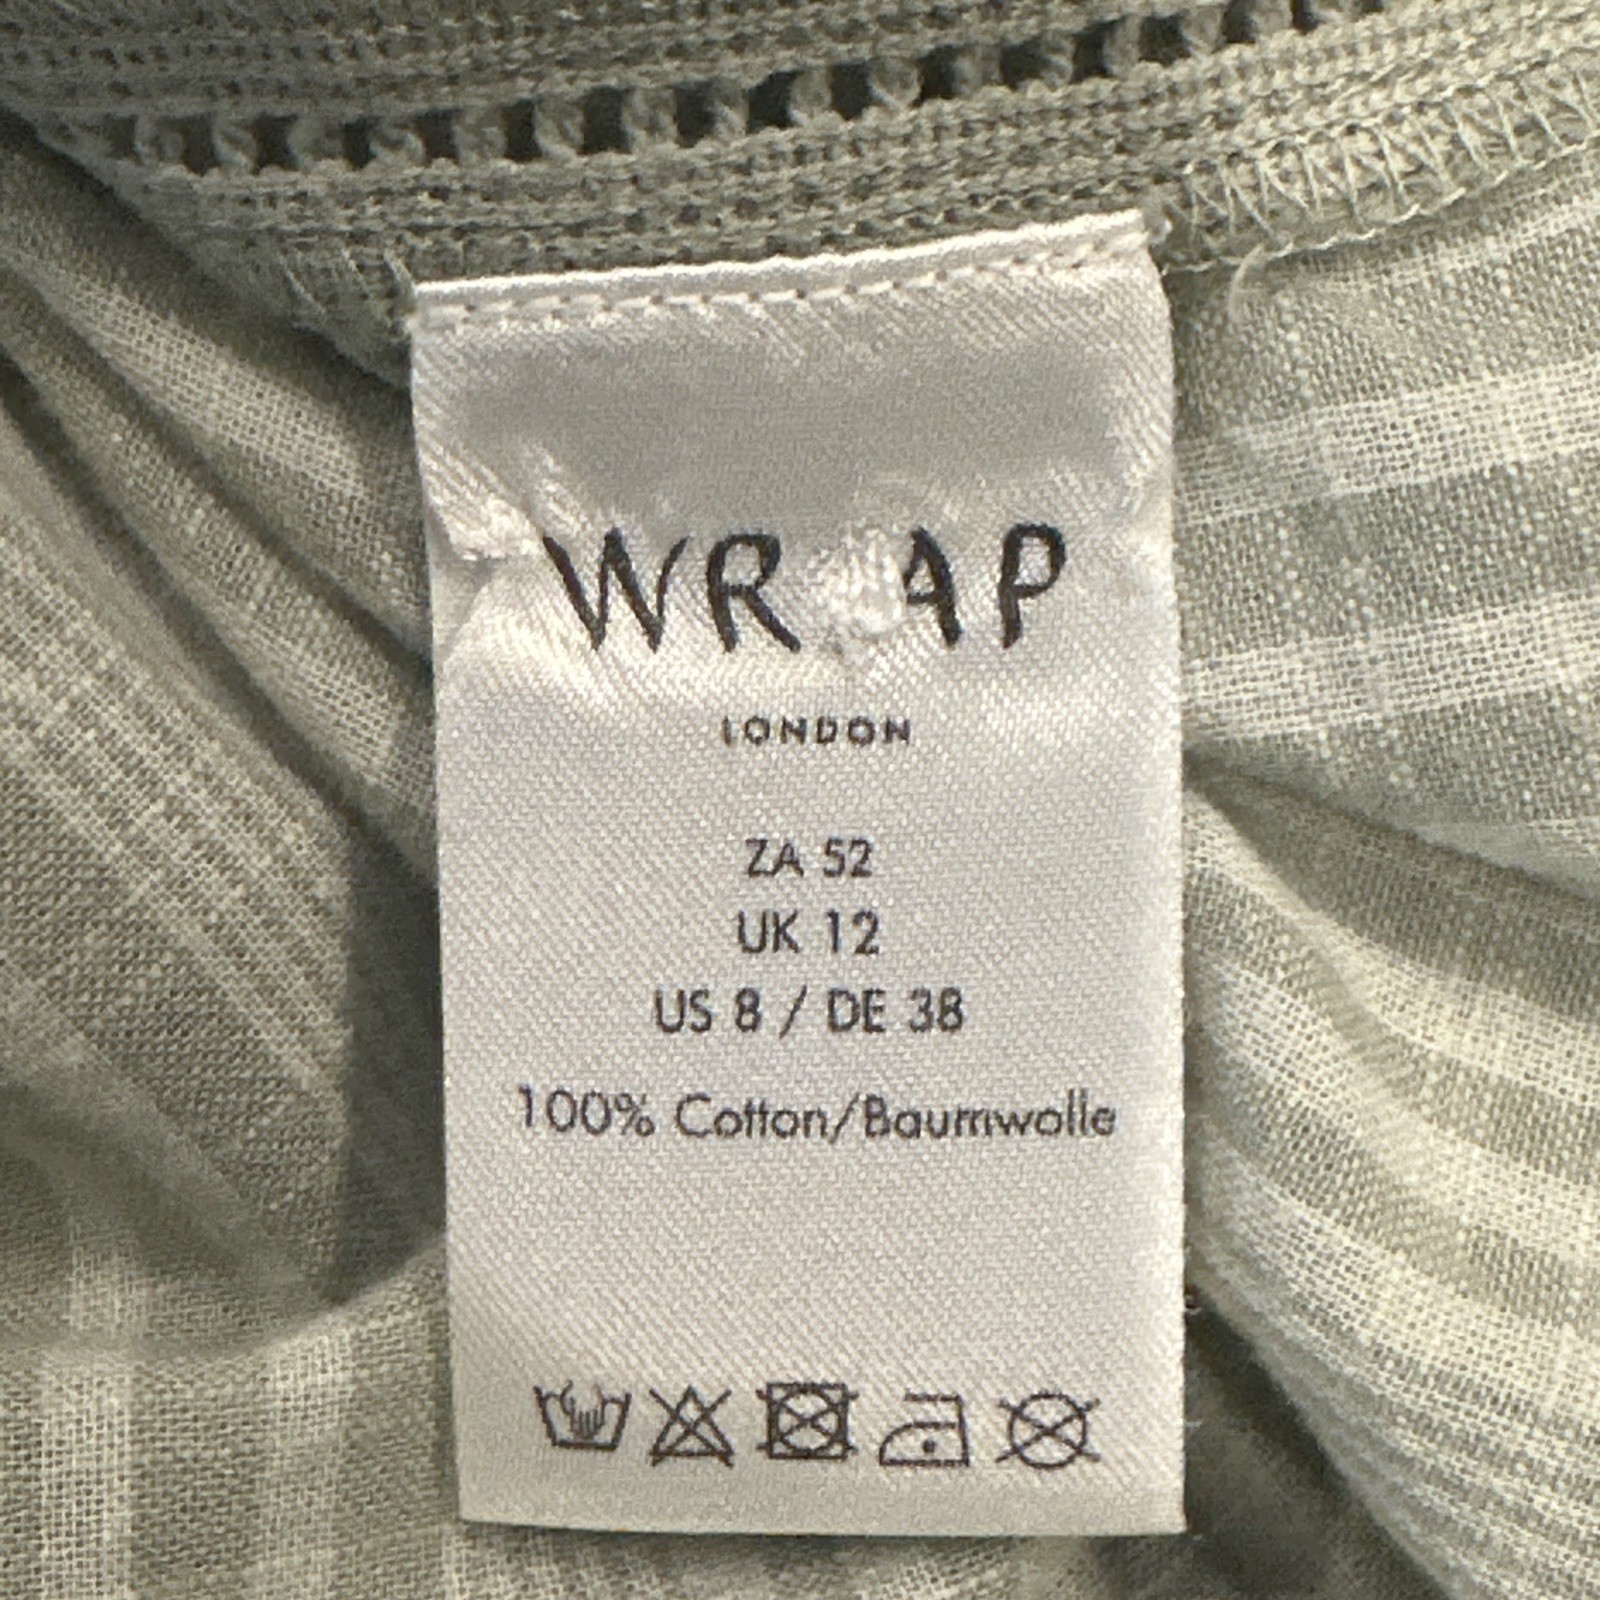 WRAP
LONDON
ZA 52
UK 12
US 8 / DE 38
100% Cotton/Baumwolle